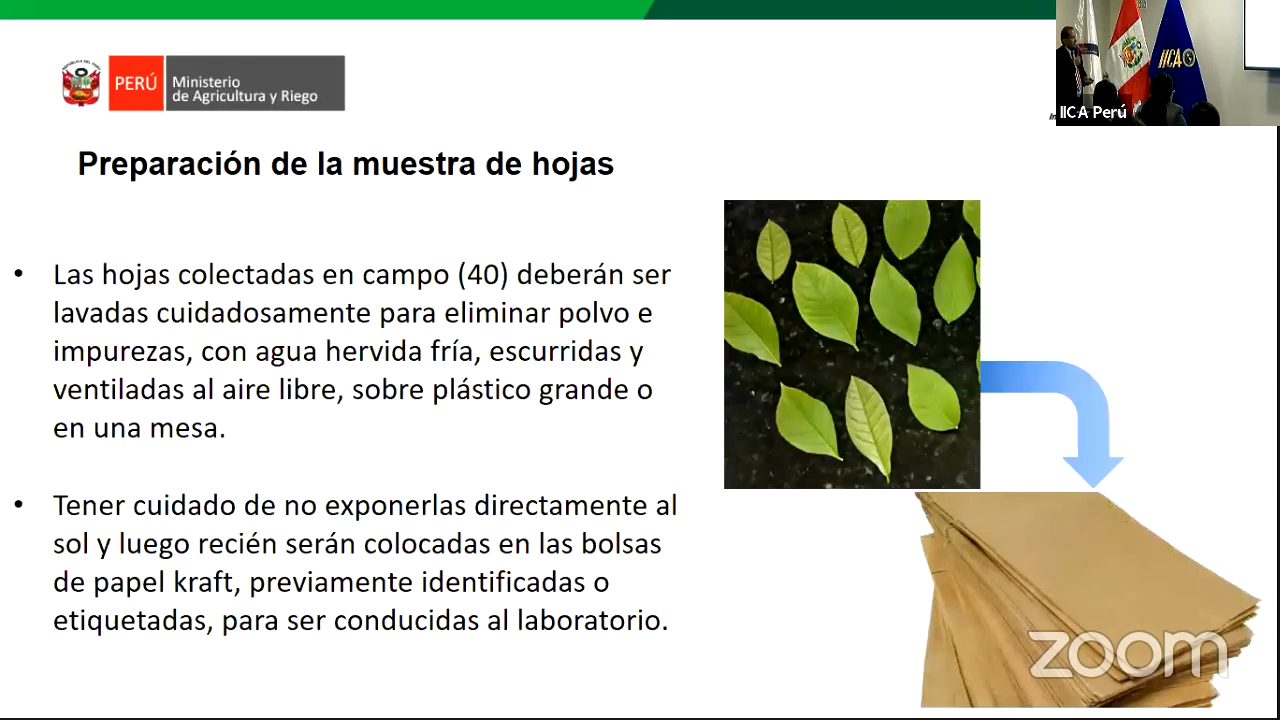 PERÚ
Ministerio
de Agricultura y Riego
IICA
IICA Perú
Preparación de la muestra de hojas
• Las hojas colectadas en campo (40) deberán ser
lavadas cuidadosamente para eliminar polvo e
impurezas, con agua hervida fría, escurridas y
ventiladas al aire libre, sobre plástico grande o
en una mesa.
• Tener cuidado de no exponerlas directamente al
sol y luego recién serán colocadas en las bolsas
de papel kraft, previamente identificadas o
etiquetadas, para ser conducidas al laboratorio.
zoom